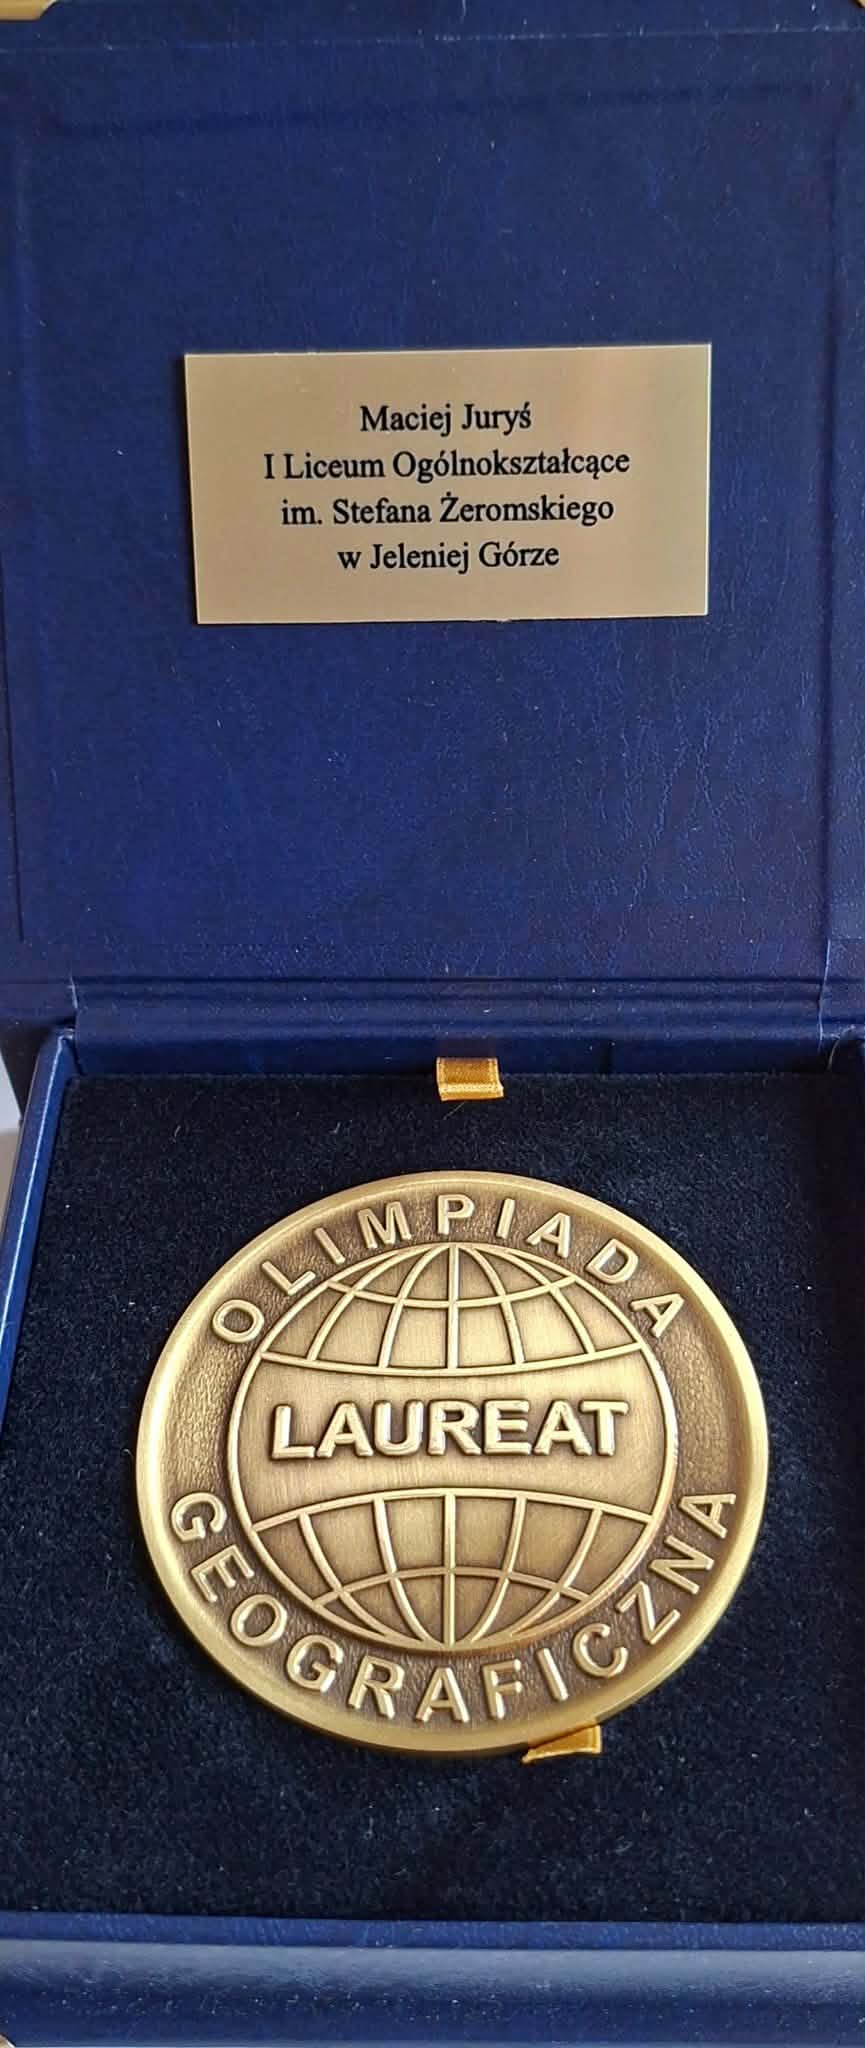 Maciej Juryś
I Liceum Ogólnokształcące
im. Stefana Żeromskiego
w Jeleniej Górze
OLIMPIADA
LAUREAT
GEOGRAFICZNA